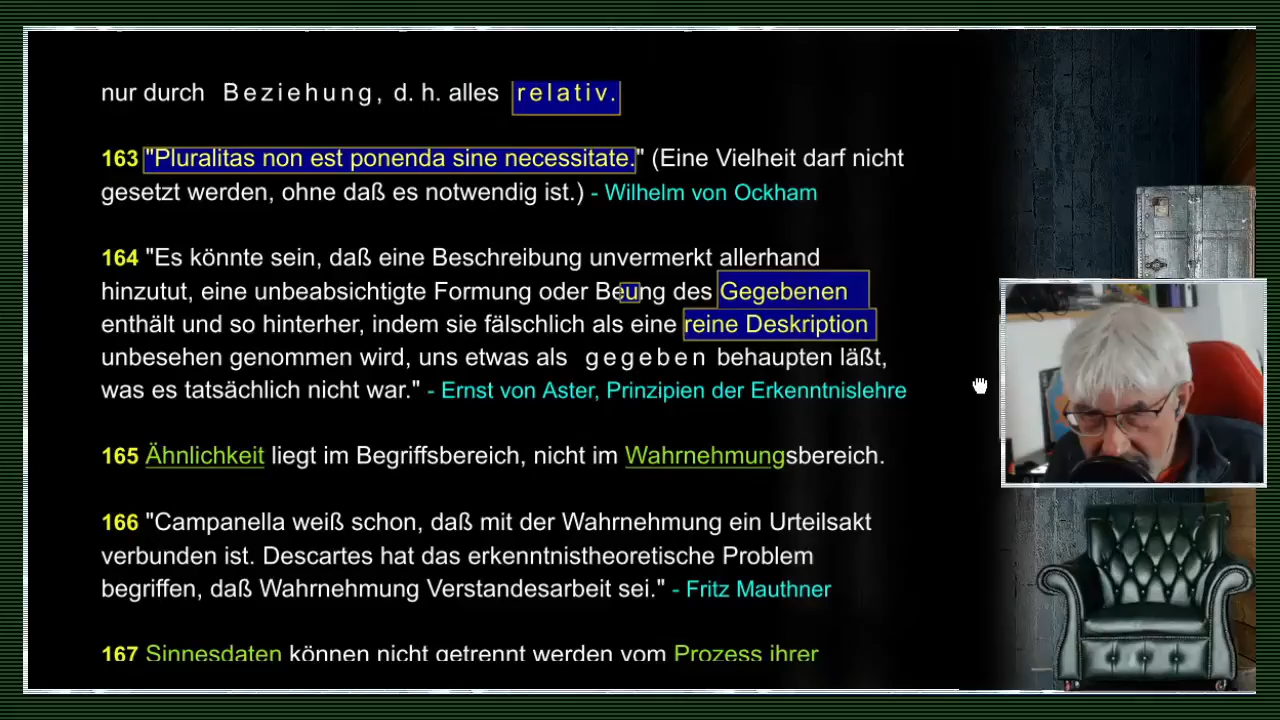 nur durch Beziehung, d. h. alles relativ.
163 "Pluralitas non est ponenda sine necessitate." (Eine Vielheit darf nicht
gesetzt werden, ohne daß es notwendig ist.) - Wilhelm von Ockham
164 "Es könnte sein, daß eine Beschreibung unvermerkt allerhand
hinzutut, eine unbeabsichtigte Formung oder Beung des Gegebenen
enthält und so hinterher, indem sie fälschlich als eine reine Deskription
unbesehen genommen wird, uns etwas als gegeben behaupten läßt,
was es tatsächlich nicht war." - Ernst von Aster, Prinzipien der Erkenntnislehre
165 Ähnlichkeit liegt im Begriffsbereich, nicht im Wahrnehmungsbereich.
166 "Campanella weiß schon, daß mit der Wahrnehmung ein Urteilsakt
verbunden ist. Descartes hat das erkenntnistheoretische Problem
begriffen, daß Wahrnehmung Verstandesarbeit sei." - Fritz Mauthner
167 Sinnesdaten können nicht getrennt werden vom Prozess ihrer